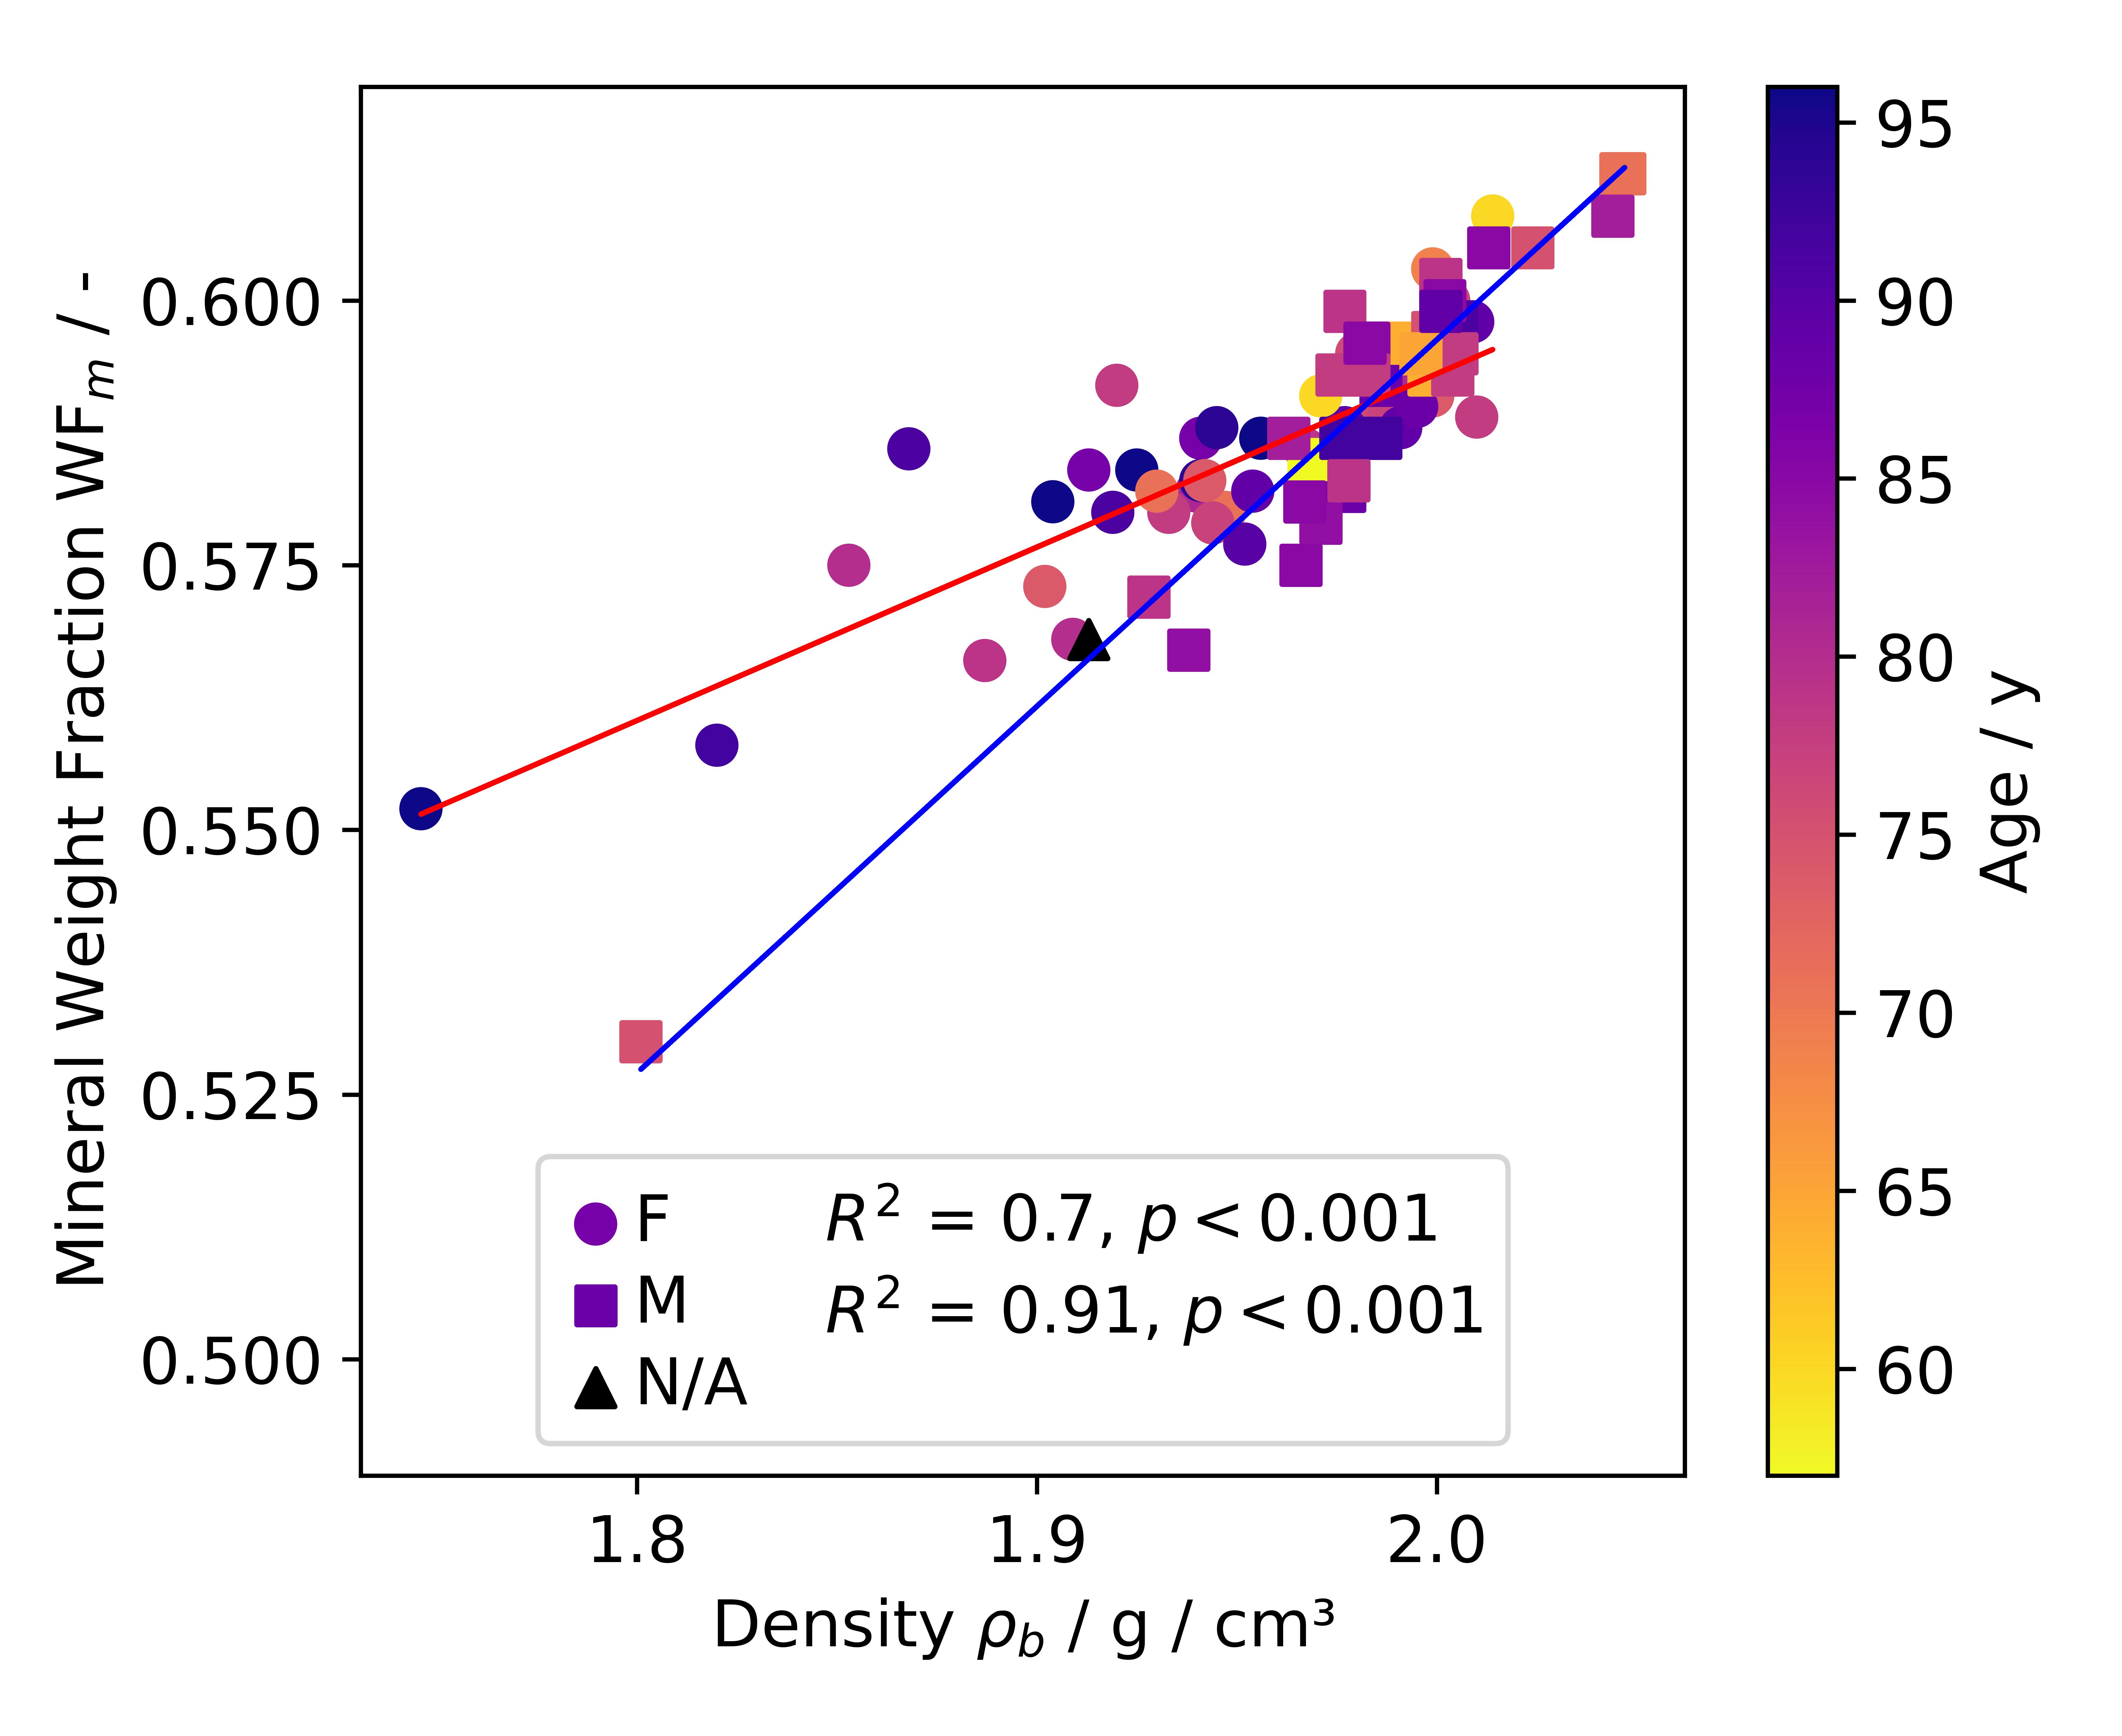 Mineral Weight Fraction WFₘ / -
0.600
0.575
0.550
0.525
0.500
F R² = 0.7, p < 0.001
M R² = 0.91, p < 0.001
N/A
1.8 1.9 2.0
Density ρ_b / g / cm³
95
90
85
80
75
70
65
60
Age / y